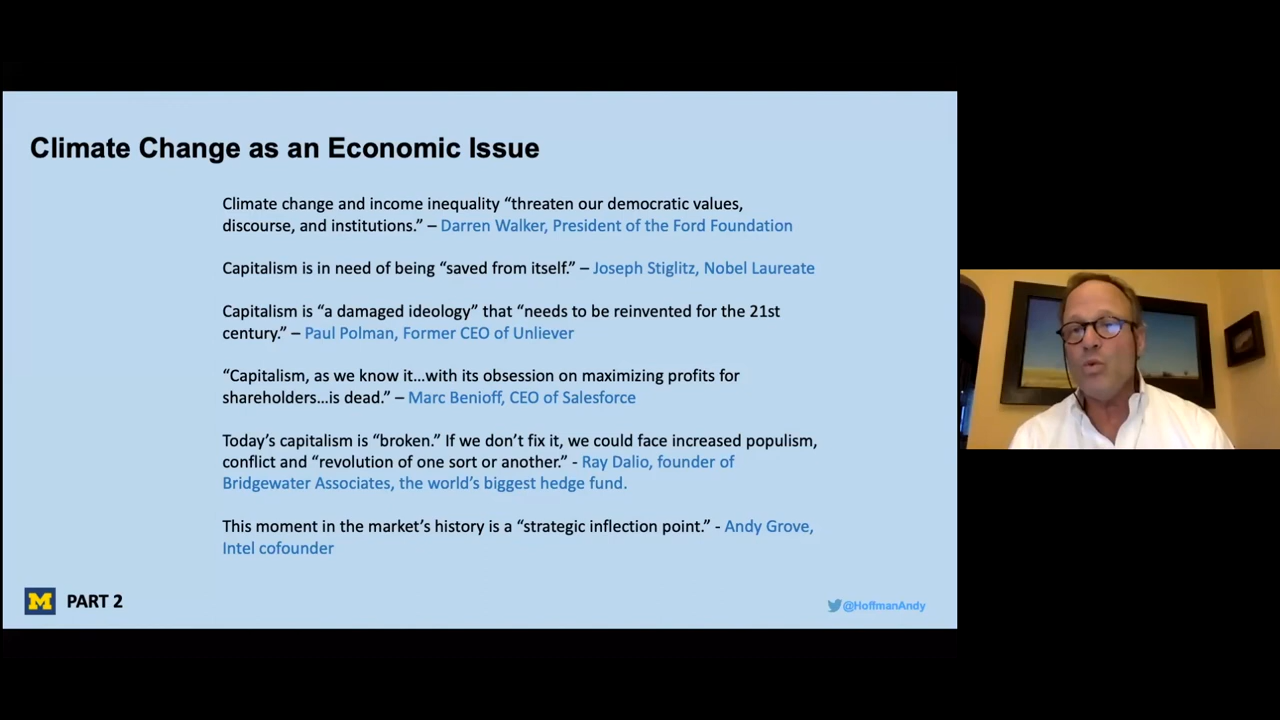 Climate Change as an Economic Issue
Climate change and income inequality “threaten our democratic values,
discourse, and institutions.” – Darren Walker, President of the Ford Foundation
Capitalism is in need of being “saved from itself.” – Joseph Stiglitz, Nobel Laureate
Capitalism is “a damaged ideology” that “needs to be reinvented for the 21st
century.” – Paul Polman, Former CEO of Unliever
“Capitalism, as we know it…with its obsession on maximizing profits for
shareholders…is dead.” – Marc Benioff, CEO of Salesforce
Today’s capitalism is “broken.” If we don’t fix it, we could face increased populism,
conflict and “revolution of one sort or another.” - Ray Dalio, founder of
Bridgewater Associates, the world’s biggest hedge fund.
This moment in the market’s history is a “strategic inflection point.” - Andy Grove,
Intel cofounder
M PART 2
@HoffmanAndy